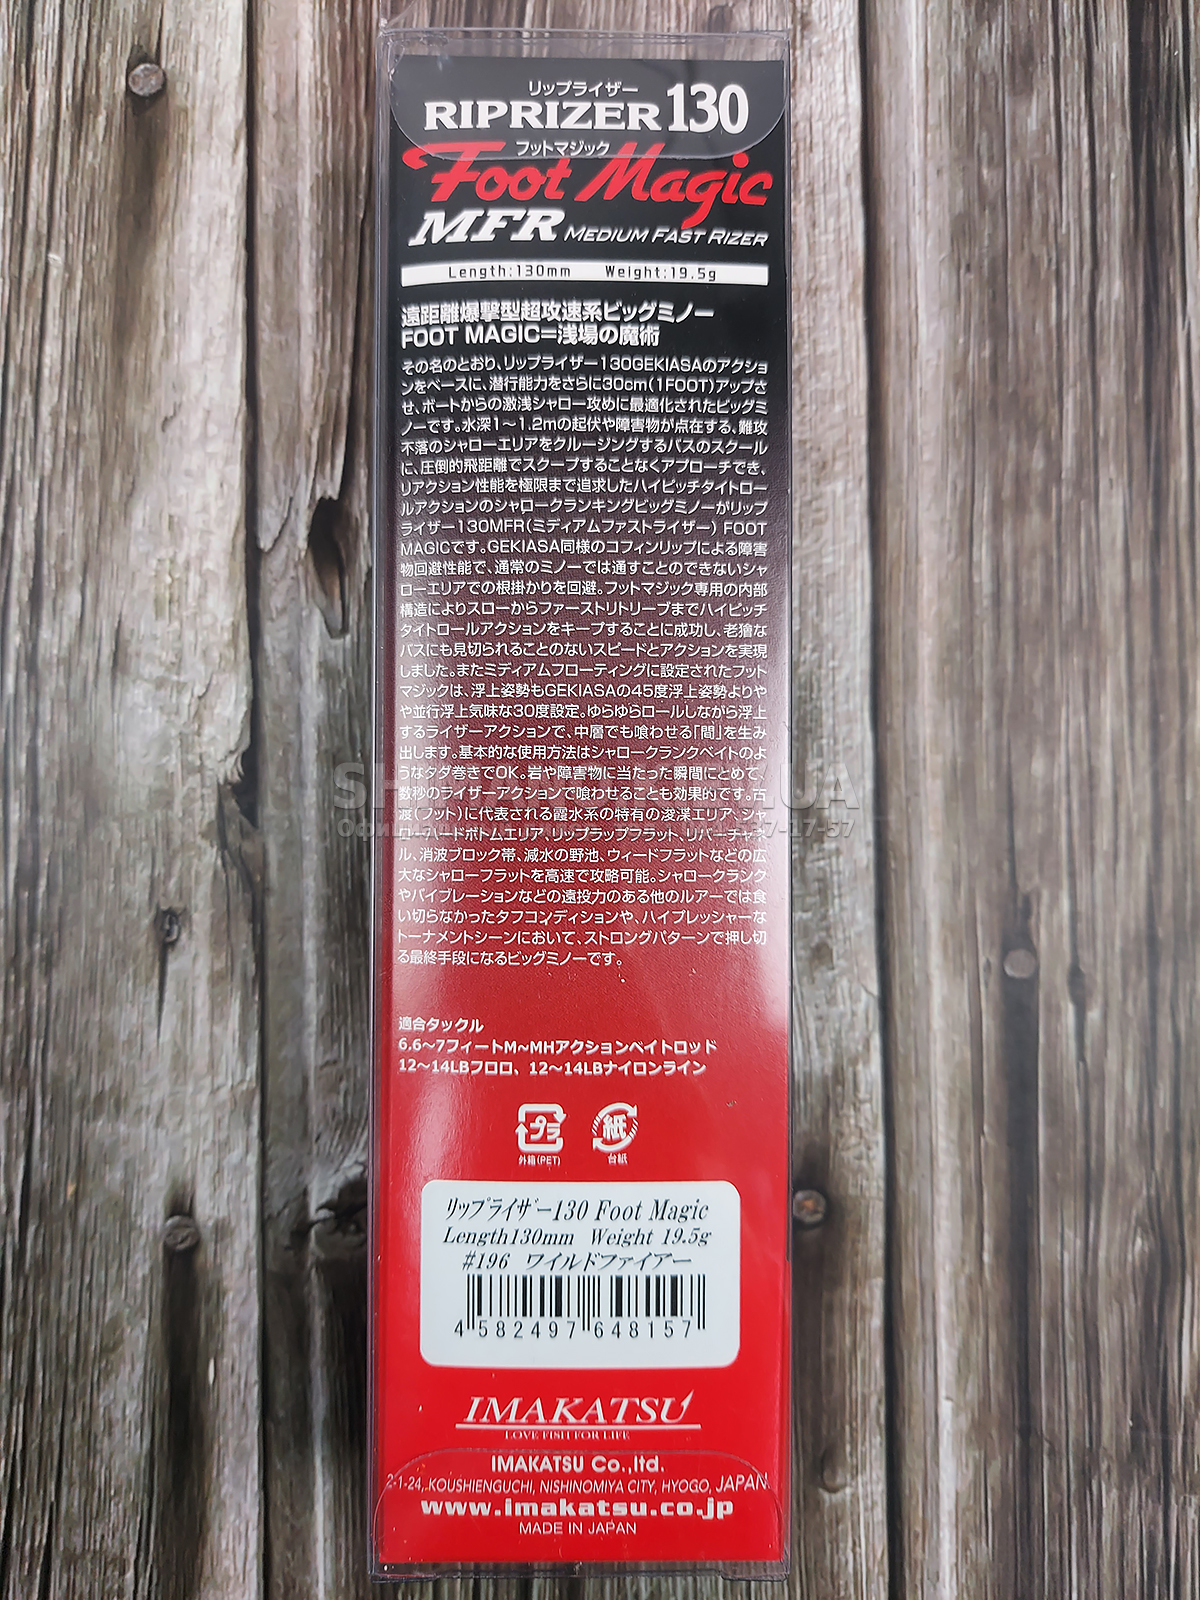 リップライザー
RIPRIZER 130
フットマジック
Foot Magic
MFR MEDIUM FAST RIZER
Length:130mm Weight:19.5g
遠距離爆撃型超攻速系ビッグミノー
FOOT MAGIC=浅場の魔術
その名のとおり、リップライザー130GEKIASAのアクショ
ンをベースに、潜行能力をさらに30cm(1FOOT)アップさ
せ、ボートからの激浅シャロー攻めに最適化されたビッグミ
ノーです。水深1〜1.2mの起伏や障害物が点在する、難攻
不落のシャローエリアをクルージングするバスのスクール
に、圧倒的飛距離でスプークすることなくアプローチでき、
リアクション性能を極限まで追求したハイピッチタイトロー
ルアクションのシャロークランキングビッグミノーがリップ
ライザー130MFR(ミディアムファストライザー) FOOT
MAGICです。GEKIASA同様のコフィンリップによる障害
物回避性能で、通常のミノーでは通すことのできないシャ
ローエリアでの根掛かりを回避。フットマジック専用の内部
構造によりスローからファーストリトリーブまでハイピッチ
タイトロールアクションをキープすることに成功し、老獪な
バスにも見切られることのないスピードとアクションを実現
しました。またミディアムフローティングに設定されたフット
マジックは、浮上姿勢もGEKIASAの45度浮上姿勢よりや
や並行浮上気味な30度設定。ゆらゆらロールしながら浮上
するライザーアクションで、中層でも喰わせる「間」を生み
出します。基本的な使用方法はシャロークランクベイトのよ
うなタダ巻きでOK。岩や障害物に当たった瞬間にとめて、
数秒のライザーアクションで喰わせることも効果的です。古
渡(フット)に代表される霞水系の特有の浚渫エリア、シャ
ローハードボトムエリア、リップラップフラット、リバーチャネ
ル、消波ブロック帯、減水の野池、ウィードフラットなどの広
大なシャローフラットを高速で攻略可能。シャロークランク
やバイブレーションなどの遠投力のある他のルアーでは食
い切らなかったタフコンディションや、ハイプレッシャーな
トーナメントシーンにおいて、ストロングパターンで押し切
る最終手段になるビッグミノーです。
適合タックル
6.6〜7フィートM~MHアクションベイトロッド
12〜14LBフロロ、12〜14LBナイロンライン
プラ 紙
外箱(PET) 台紙
リップライザー130 Foot Magic
Length130mm Weight 19.5g
#196 ワイルドファイアー
4 582497 648157
IMAKATSU
LOVE FISH FOR LIFE
IMAKATSU Co.,ltd.
2-1-24, KOUSHIENGUCHI, NISHINOMIYA CITY, HYOGO, JAPAN
www.imakatsu.co.jp
MADE IN JAPAN